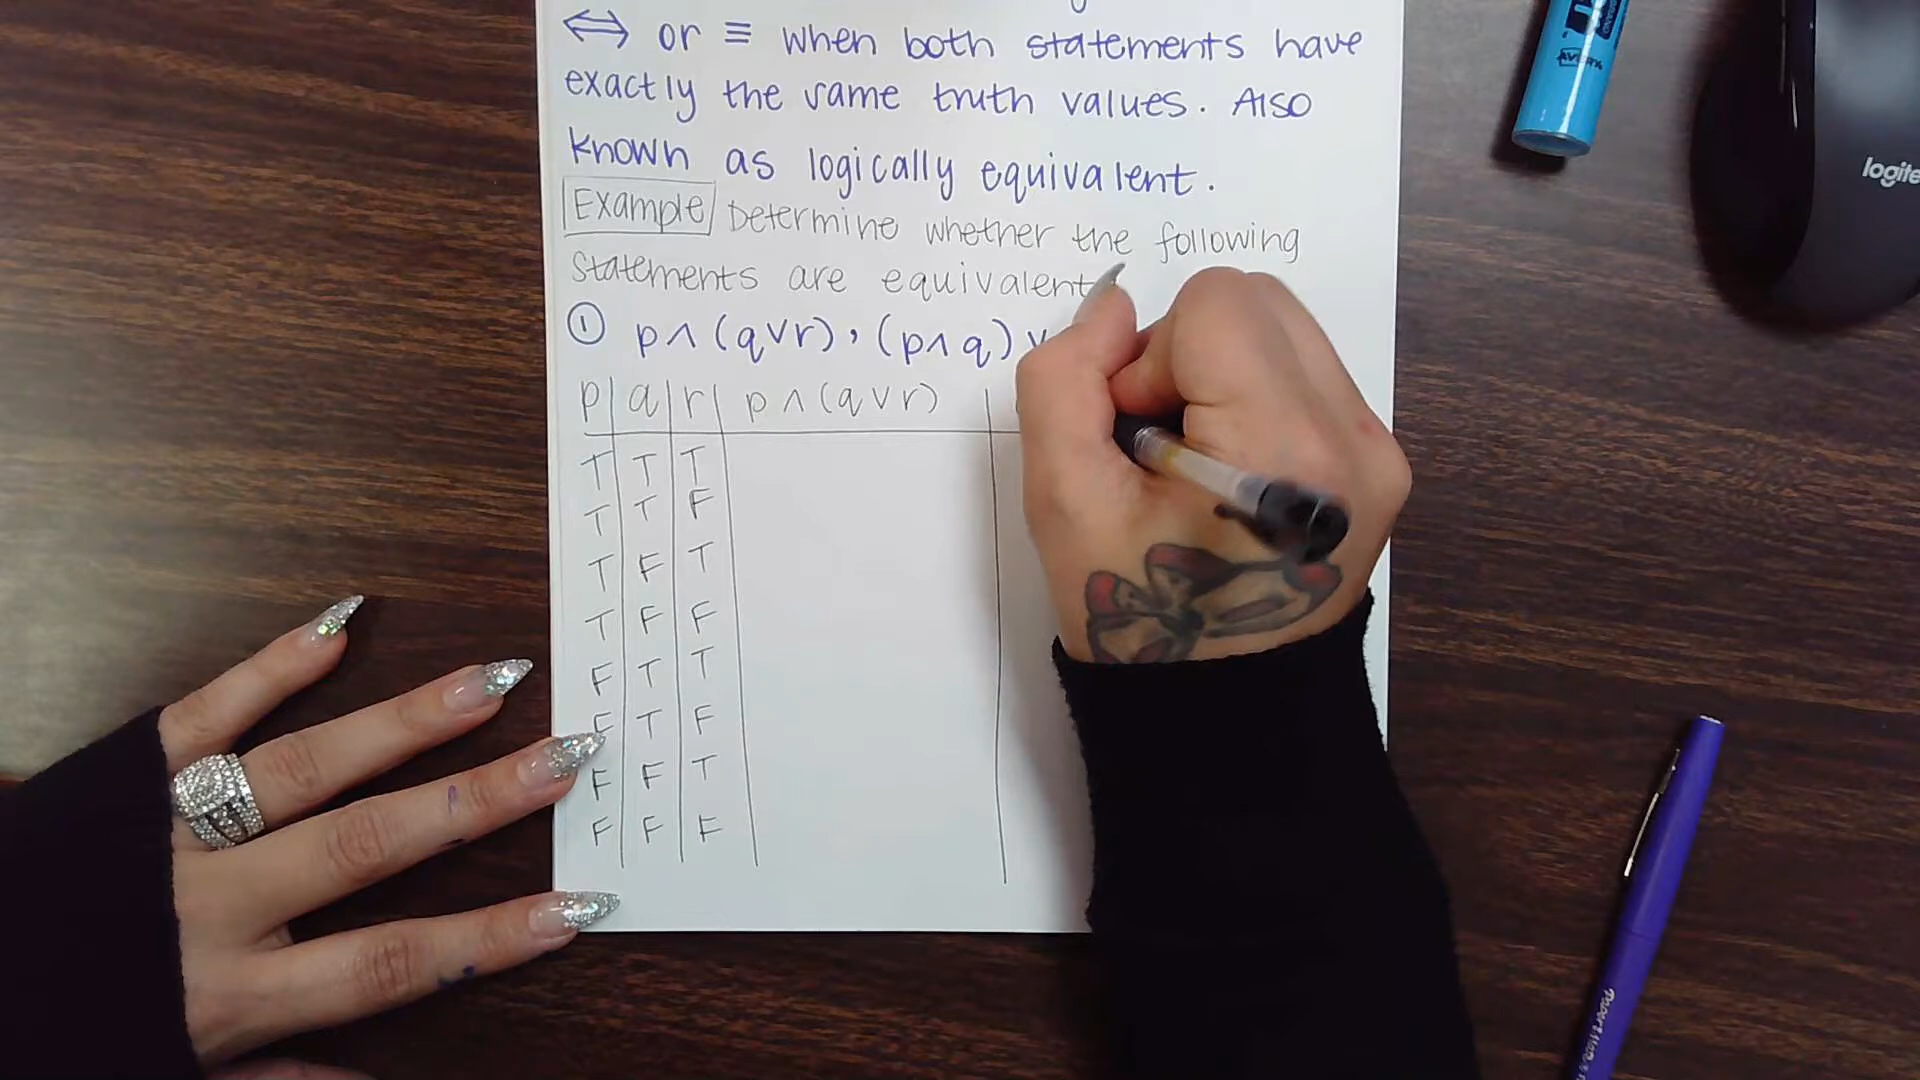 ⟺ or ≡ when both statements have
exactly the same truth values. Also
known as logically equivalent.
Example Determine whether the following
statements are equivalent
① p ∧ (q ∨ r), (p ∧ q) ∨
p q r p ∧ (q ∨ r)
T T T
T T F
T F T
T F F
F T T
F T F
F F T
F F F
AVERY
logite